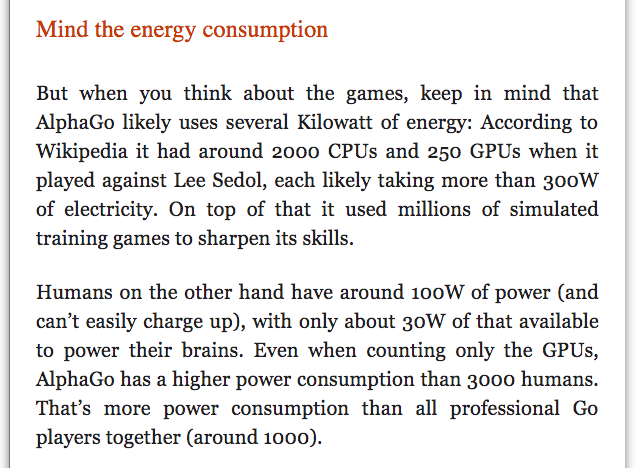 Mind the energy consumption
But when you think about the games, keep in mind that
AlphaGo likely uses several Kilowatt of energy: According to
Wikipedia it had around 2000 CPUs and 250 GPUs when it
played against Lee Sedol, each likely taking more than 300W
of electricity. On top of that it used millions of simulated
training games to sharpen its skills.
Humans on the other hand have around 100W of power (and
can’t easily charge up), with only about 30W of that available
to power their brains. Even when counting only the GPUs,
AlphaGo has a higher power consumption than 3000 humans.
That’s more power consumption than all professional Go
players together (around 1000).